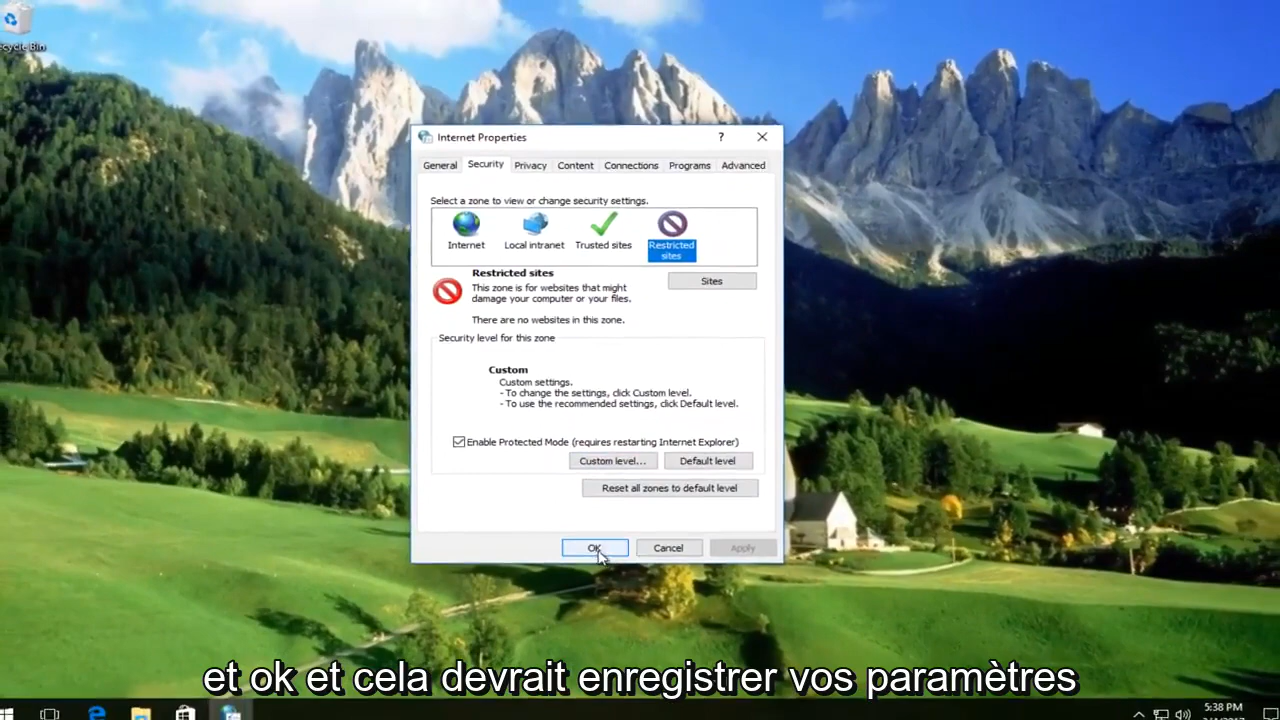 Recycle Bin
Internet Properties
?
General
Security
Privacy
Content
Connections
Programs
Advanced
Select a zone to view or change security settings.
Internet
Local intranet
Trusted sites
Restricted
sites
Restricted sites
This zone is for websites that might
damage your computer or your files.
There are no websites in this zone.
Sites
Security level for this zone
Custom
Custom settings.
- To change the settings, click Custom level.
- To use the recommended settings, click Default level.
Enable Protected Mode (requires restarting Internet Explorer)
Custom level...
Default level
Reset all zones to default level
OK
Cancel
Apply
et ok et cela devrait enregistrer vos paramètres
5:38 PM